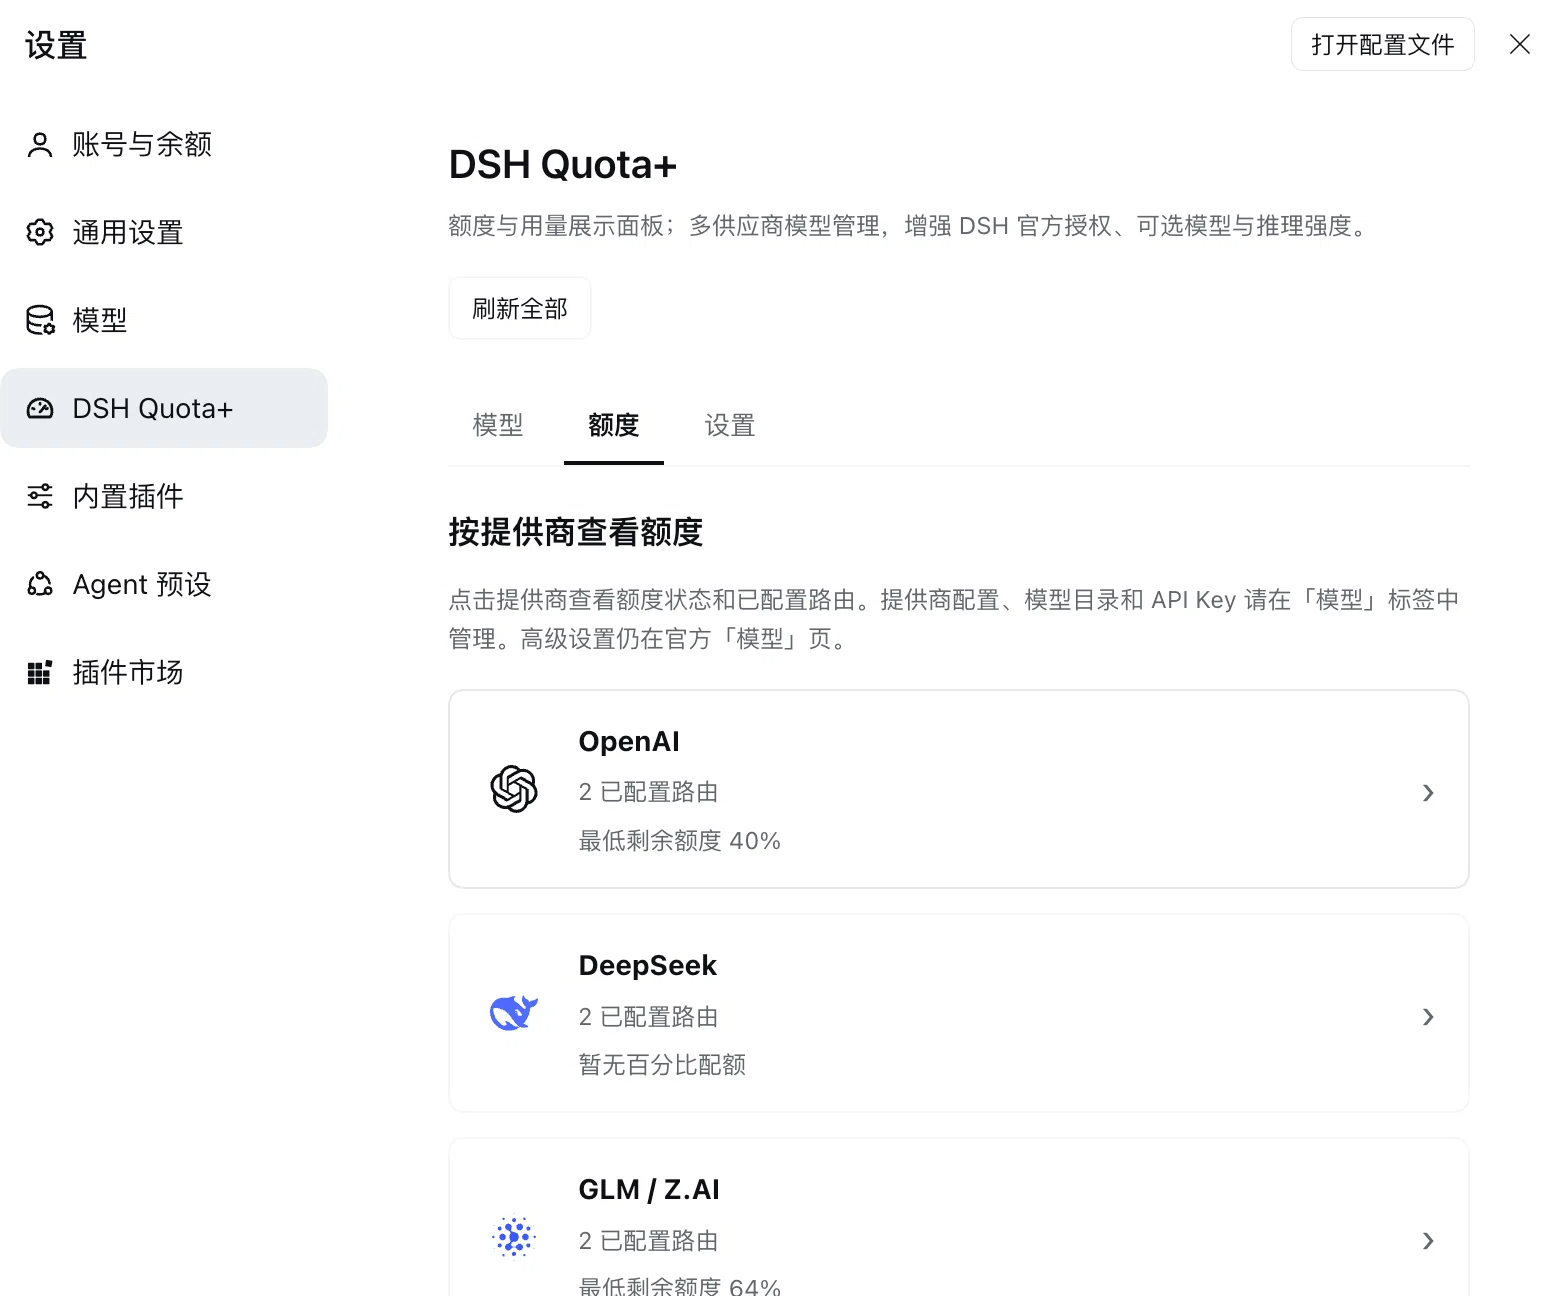 设置
打开配置文件
账号与余额
通用设置
模型
DSH Quota+
内置插件
Agent 预设
插件市场
DSH Quota+
额度与用量展示面板；多供应商模型管理，增强 DSH 官方授权、可选模型与推理强度。
刷新全部
模型 额度 设置
按提供商查看额度
点击提供商查看额度状态和已配置路由。提供商配置、模型目录和 API Key 请在「模型」标签中
管理。高级设置仍在官方「模型」页。
OpenAI
2 已配置路由
最低剩余额度 40%
DeepSeek
2 已配置路由
暂无百分比配额
GLM / Z.AI
2 已配置路由
最低剩余额度 64%